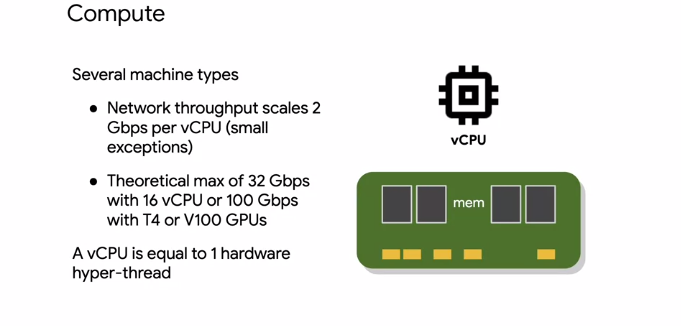 Compute
Several machine types
● Network throughput scales 2
Gbps per vCPU (small
exceptions)
● Theoretical max of 32 Gbps
with 16 vCPU or 100 Gbps
with T4 or V100 GPUs
A vCPU is equal to 1 hardware
hyper-thread
vCPU
mem